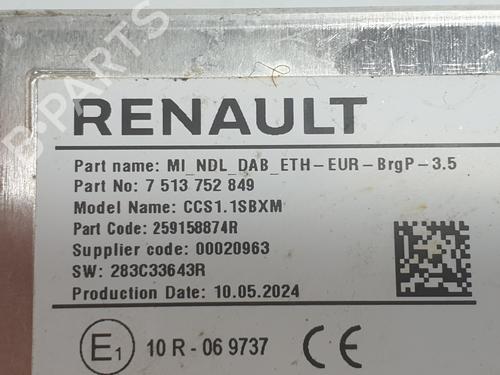 RENAULT
Part name: MI_NDL_DAB_ETH-EUR-BrgP-3.5
Part No: 7 513 752 849
Model Name: CCS1.1SBXM
Part Code: 259158874R
Supplier code: 00020963
SW: 283C33643R
Production Date: 10.05.2024
E1 10 R - 06 9737 CE
B-PARTS